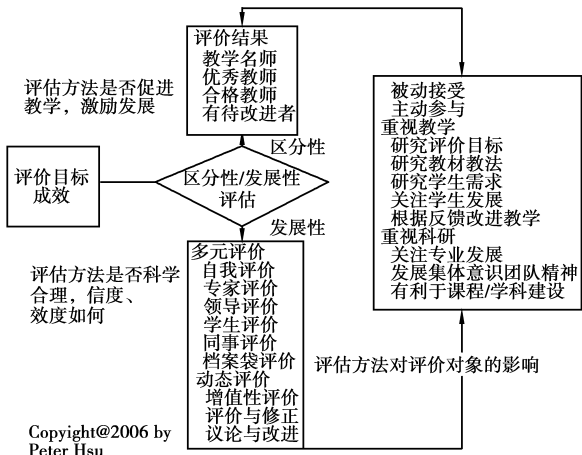 评价结果
教学名师
优秀教师
合格教师
有待改进者
评估方法是否促进
教学，激励发展
区分性
评价目标
成效
区分性/发展性
评估
发展性
多元评价
自我评价
专家评价
领导评价
学生评价
同事评价
档案袋评价
动态评价
增值性评价
评价与修正
议论与改进
评估方法是否科学
合理，信度、
效度如何
被动接受
主动参与
重视教学
研究评价目标
研究教材教法
研究学生需求
关注学生发展
根据反馈改进教学
重视科研
关注专业发展
发展集体意识团队精神
有利于课程/学科建设
评估方法对评价对象的影响
Copyight@2006 by
Peter Hsu